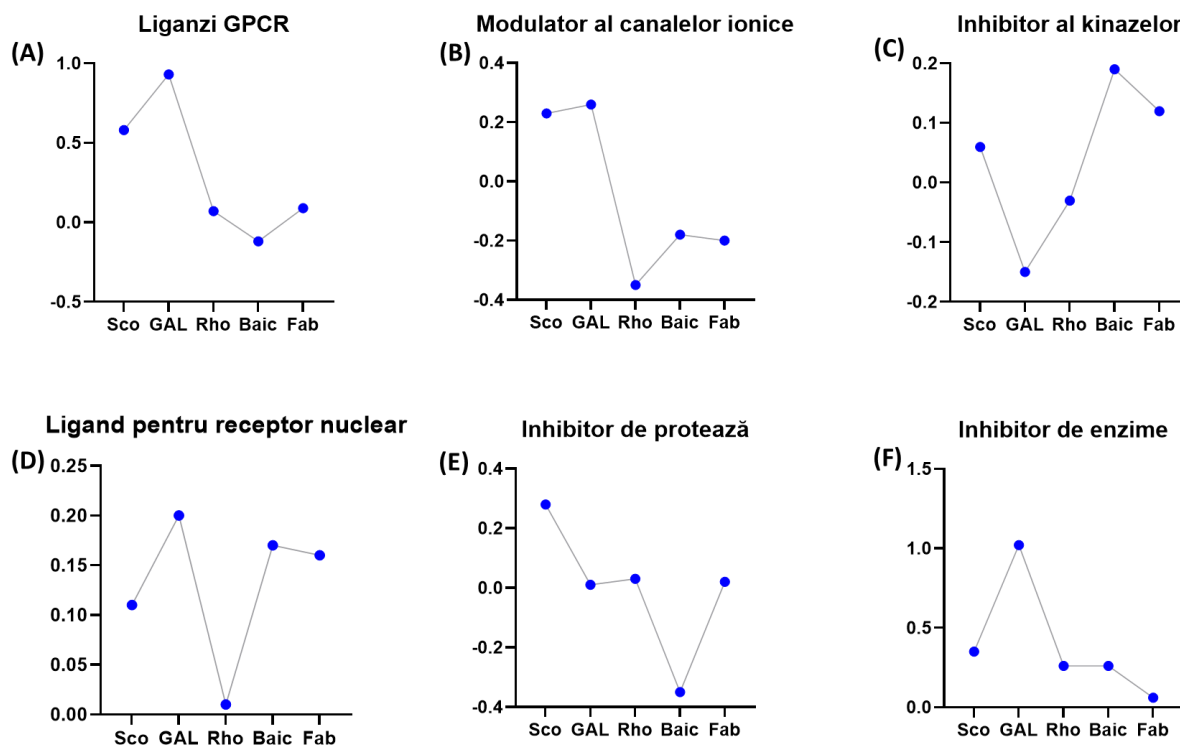 Liganzi GPCR
(A)
1.0
0.5
0.0
-0.5
Sco GAL Rho Baic Fab
Modulator al canalelor ionice
(B)
0.4
0.2
0.0
-0.2
-0.4
Sco GAL Rho Baic Fab
Inhibitor al kinazelor
(C)
0.2
0.1
0.0
-0.1
-0.2
Sco GAL Rho Baic Fab
Ligand pentru receptor nuclear
(D)
0.25
0.20
0.15
0.10
0.05
0.00
Sco GAL Rho Baic Fab
Inhibitor de protează
(E)
0.4
0.2
0.0
-0.2
-0.4
Sco GAL Rho Baic Fab
Inhibitor de enzime
(F)
1.5
1.0
0.5
0.0
Sco GAL Rho Baic Fab